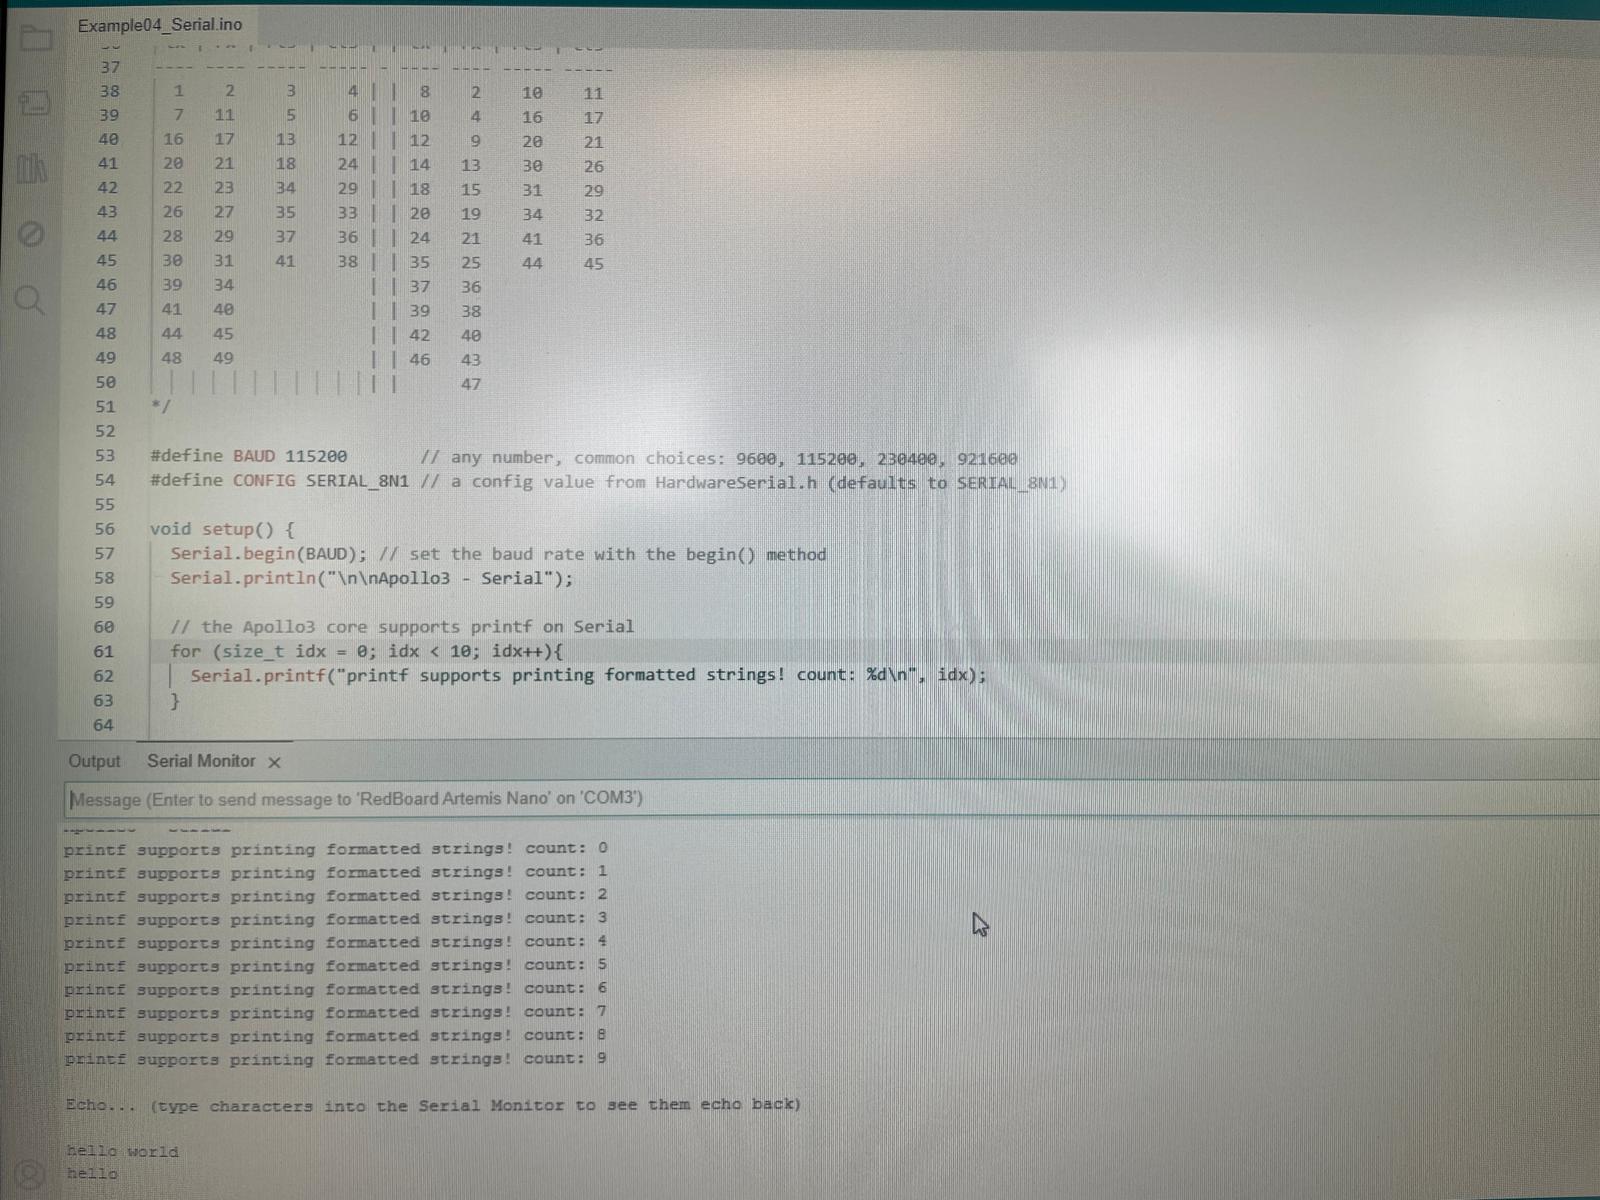 Example04_Serial.ino
37 ---- ---- ----- ----- - ---- ---- ----- -----
38 1 2 3 4 | | 8 2 10 11
39 7 11 5 6 | | 10 4 16 17
40 16 17 13 12 | | 12 9 20 21
41 20 21 18 24 | | 14 13 30 26
42 22 23 34 29 | | 18 15 31 29
43 26 27 35 33 | | 20 19 34 32
44 28 29 37 36 | | 24 21 41 36
45 30 31 41 38 | | 35 25 44 45
46 39 34 | | 37 36
47 41 40 | | 39 38
48 44 45 | | 42 40
49 48 49 | | 46 43
50 | | 47
51 */
52
53 #define BAUD 115200 // any number, common choices: 9600, 115200, 230400, 921600
54 #define CONFIG SERIAL_8N1 // a config value from HardwareSerial.h (defaults to SERIAL_8N1)
55
56 void setup() {
57 Serial.begin(BAUD); // set the baud rate with the begin() method
58 Serial.println("\n\nApollo3 - Serial");
59
60 // the Apollo3 core supports printf on Serial
61 for (size_t idx = 0; idx < 10; idx++){
62 Serial.printf("printf supports printing formatted strings! count: %d\n", idx);
63 }
64
Output Serial Monitor ×
Message (Enter to send message to 'RedBoard Artemis Nano' on 'COM3')
printf supports printing formatted strings! count: 0
printf supports printing formatted strings! count: 1
printf supports printing formatted strings! count: 2
printf supports printing formatted strings! count: 3
printf supports printing formatted strings! count: 4
printf supports printing formatted strings! count: 5
printf supports printing formatted strings! count: 6
printf supports printing formatted strings! count: 7
printf supports printing formatted strings! count: 8
printf supports printing formatted strings! count: 9
Echo... (type characters into the Serial Monitor to see them echo back)
hello world
hello